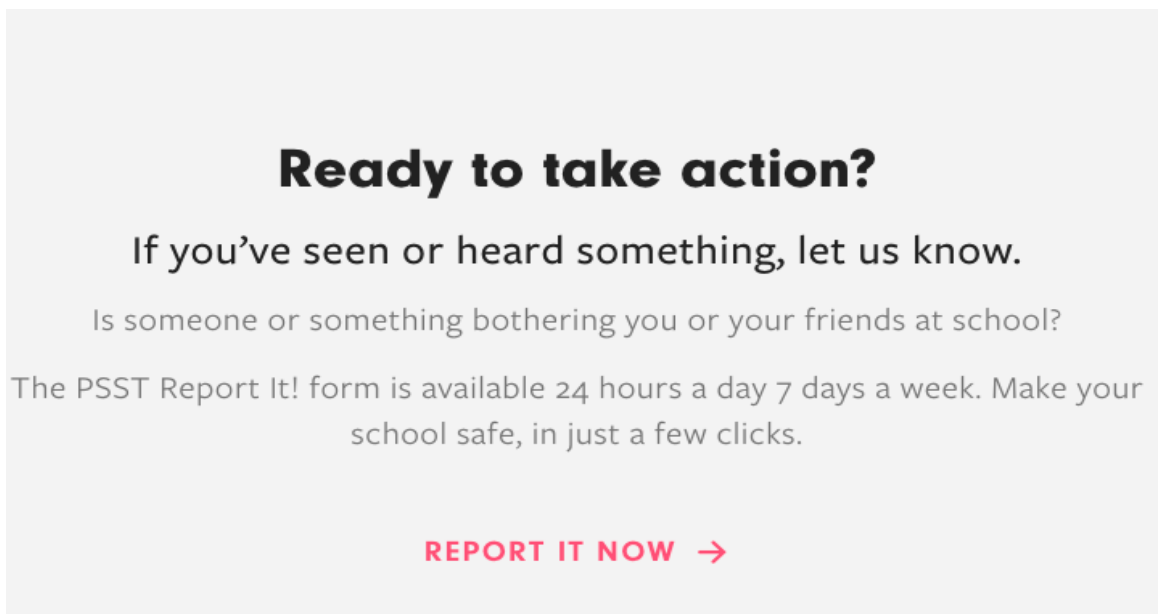 Ready to take action?
If you’ve seen or heard something, let us know.
Is someone or something bothering you or your friends at school?
The PSST Report It! form is available 24 hours a day 7 days a week. Make your
school safe, in just a few clicks.
REPORT IT NOW →